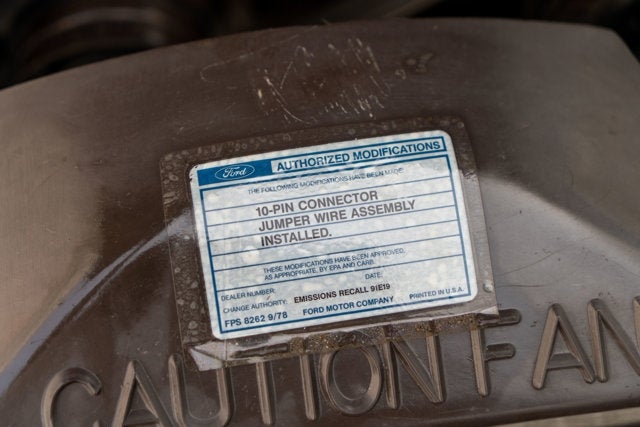 Ford AUTHORIZED MODIFICATIONS
THE FOLLOWING MODIFICATIONS HAVE BEEN MADE:
10-PIN CONNECTOR
JUMPER WIRE ASSEMBLY
INSTALLED.
THESE MODIFICATIONS HAVE BEEN APPROVED,
AS APPROPRIATE, BY EPA AND CARB.
DEALER NUMBER: DATE:
CHANGE AUTHORITY: EMISSIONS RECALL 91E19
FPS 8262 9/78 FORD MOTOR COMPANY PRINTED IN U.S.A.
CAUTION FAN